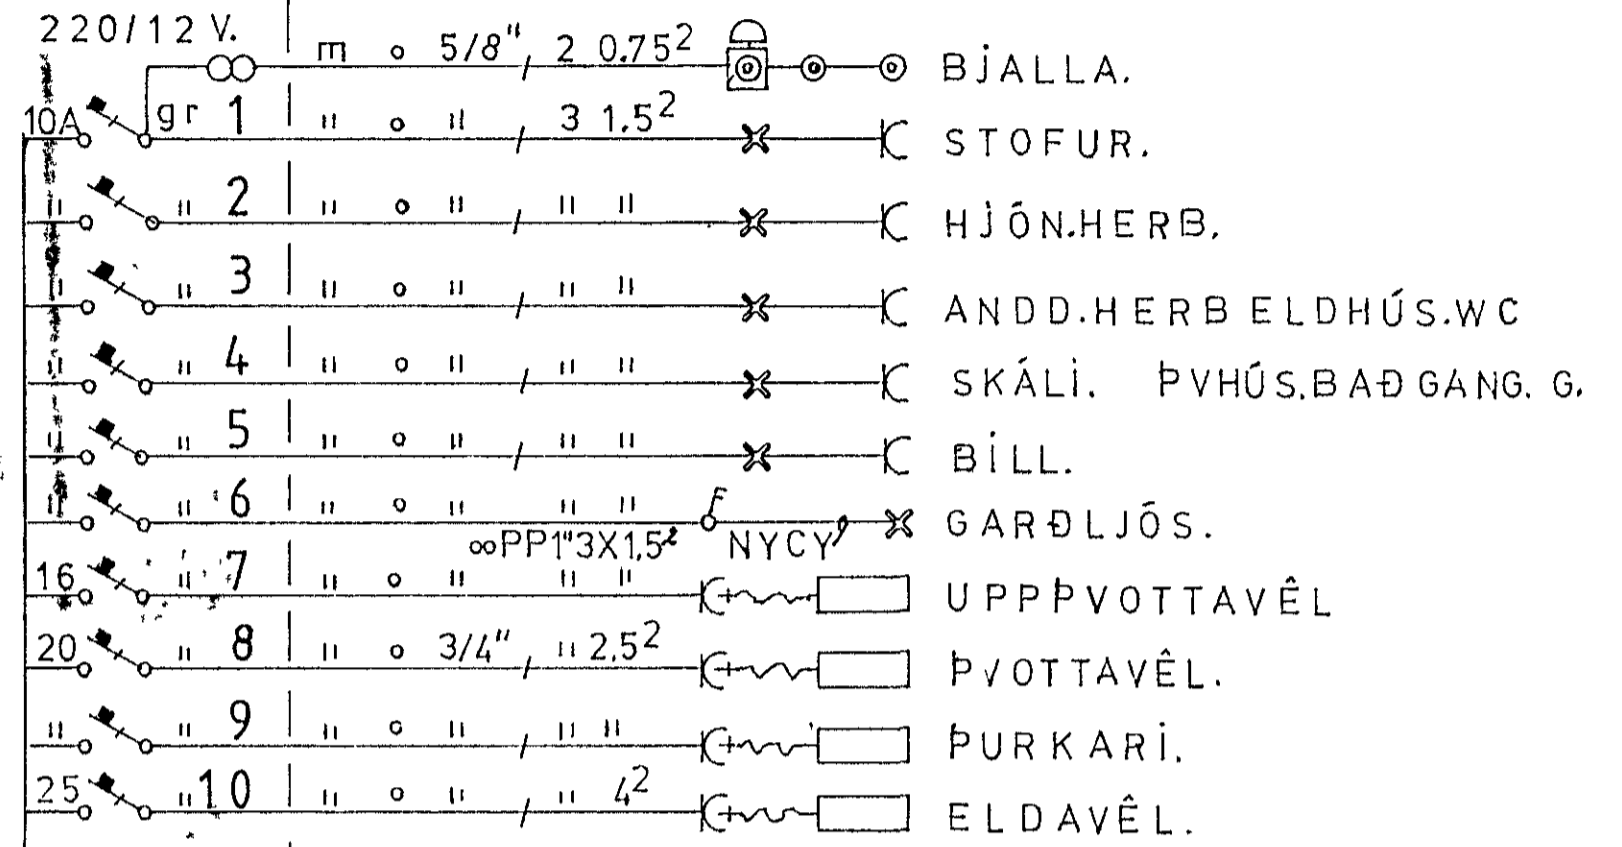 220/12 V.
m o 5/8" 2 0.75² BJALLA.
10A gr 1 " o " 3 1.5² STOFUR.
" " 2 " o " " " HJÓN.HERB.
" " 3 " o " " " ANDD.HERB ELDHÚS.WC
" " 4 " o " " " SKÁLI. ÞVHÚS.BAÐ GANG. G.
" " 5 " o " " " BÍLL.
" " 6 " o " " " F GARÐLJÓS.
∞PP1"3X1,5² NYCY
16 " 7 " o " " " UPPÞVOTTAVÊL
20 " 8 " o 3/4" " 2.5² ÞVOTTAVÊL.
" " 9 " o " " " ÞURKARI.
25 " 10 " o " " 4² ELDAVÊL.